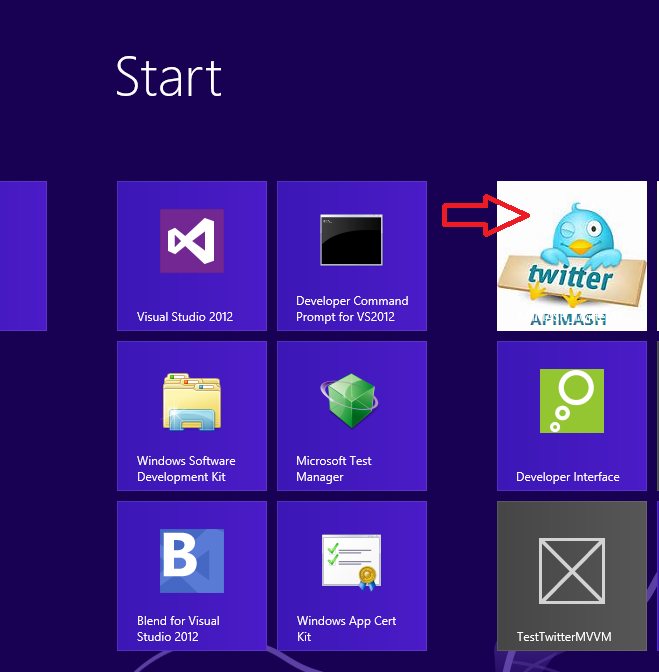 Start
Visual Studio 2012
Developer Command
Prompt for VS2012
twitter
APIMASH
Windows Software
Development Kit
Microsoft Test
Manager
Developer Interface
B
Blend for Visual
Studio 2012
Windows App Cert
Kit
TestTwitterMVVM